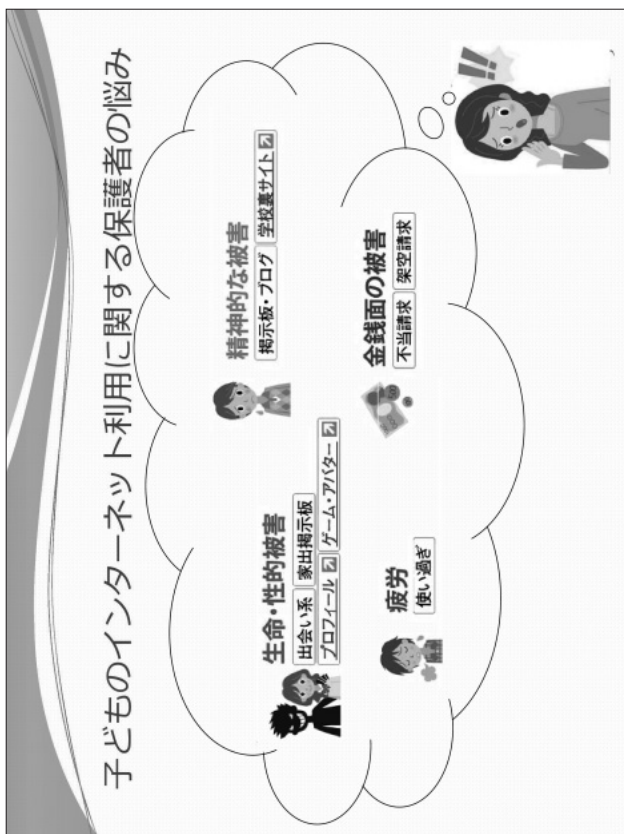 子どものインターネット利用に関する保護者の悩み
生命・性的被害
出会い系 家出掲示板
プロフィール ゲーム・アバター
精神的な被害
掲示板・ブログ 学校裏サイト
疲労
使い過ぎ
金銭面の被害
不当請求 架空請求
!!